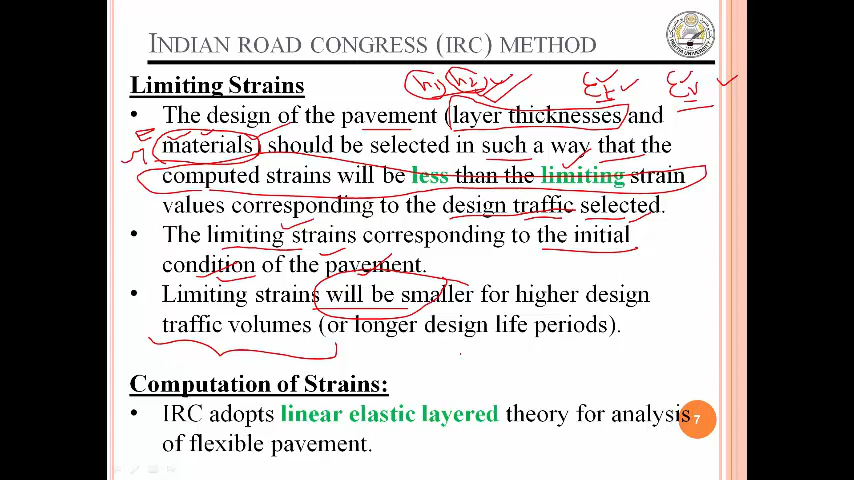 INDIAN ROAD CONGRESS (IRC) METHOD
Limiting Strains
h1 h2 εt εv
• The design of the pavement (layer thicknesses and
E
materials) should be selected in such a way that the
computed strains will be less than the limiting strain
values corresponding to the design traffic selected.
• The limiting strains corresponding to the initial
condition of the pavement.
• Limiting strains will be smaller for higher design
traffic volumes (or longer design life periods).
Computation of Strains:
• IRC adopts linear elastic layered theory for analysis
7
of flexible pavement.